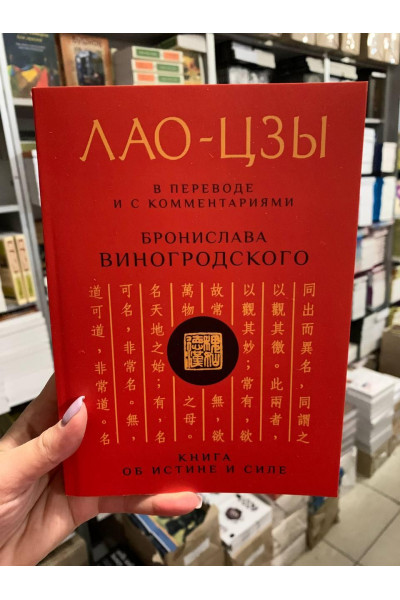 ЛАО-ЦЗЫ
В ПЕРЕВОДЕ
И С КОММЕНТАРИЯМИ
БРОНИСЛАВА
ВИНОГРОДСКОГО
道可道，非常道。名
可名，非常名。無，
名天地之始；有，名
萬物之母。
故常無，欲
以觀其妙；常有，欲
以觀其徼。此兩者，
同出而異名，同謂之
КНИГА
ОБ ИСТИНЕ И СИЛЕ